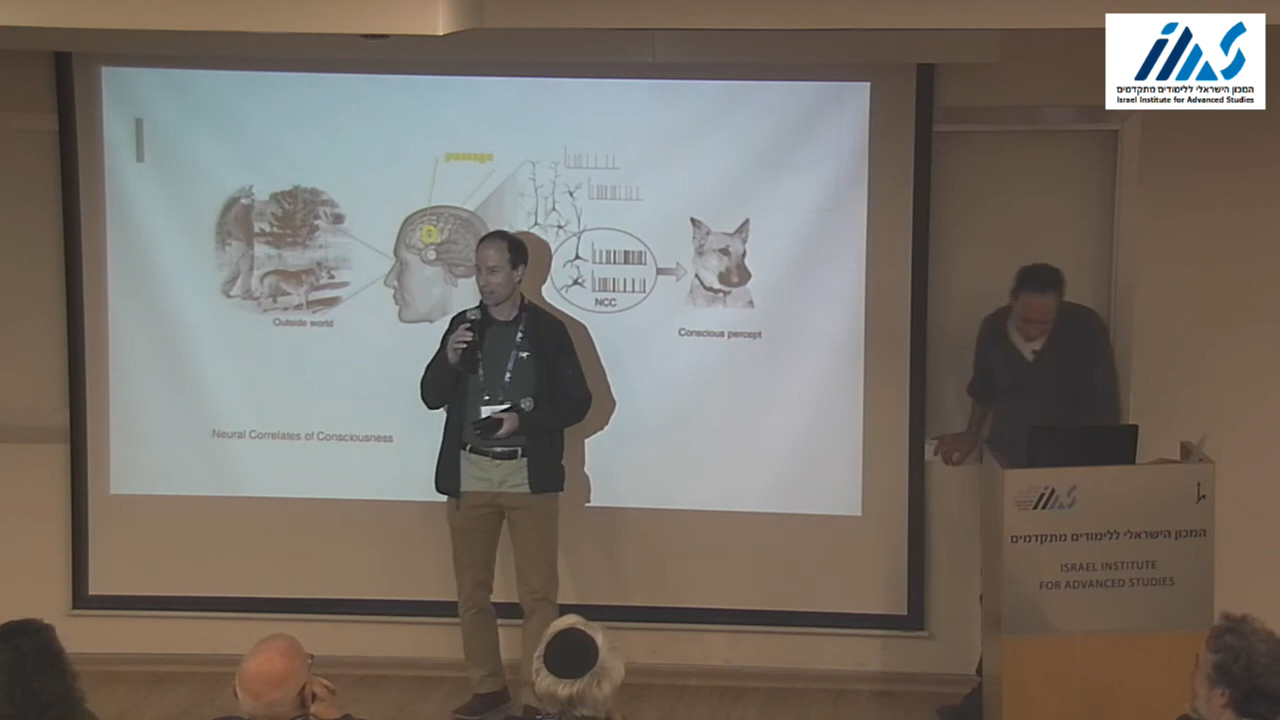 המכון הישראלי ללימודים מתקדמים
Israel Institute for Advanced Studies
passage
Outside world
NCC
Conscious percept
Neural Correlates of Consciousness
המכון הישראלי ללימודים מתקדמים
ISRAEL INSTITUTE
FOR ADVANCED STUDIES